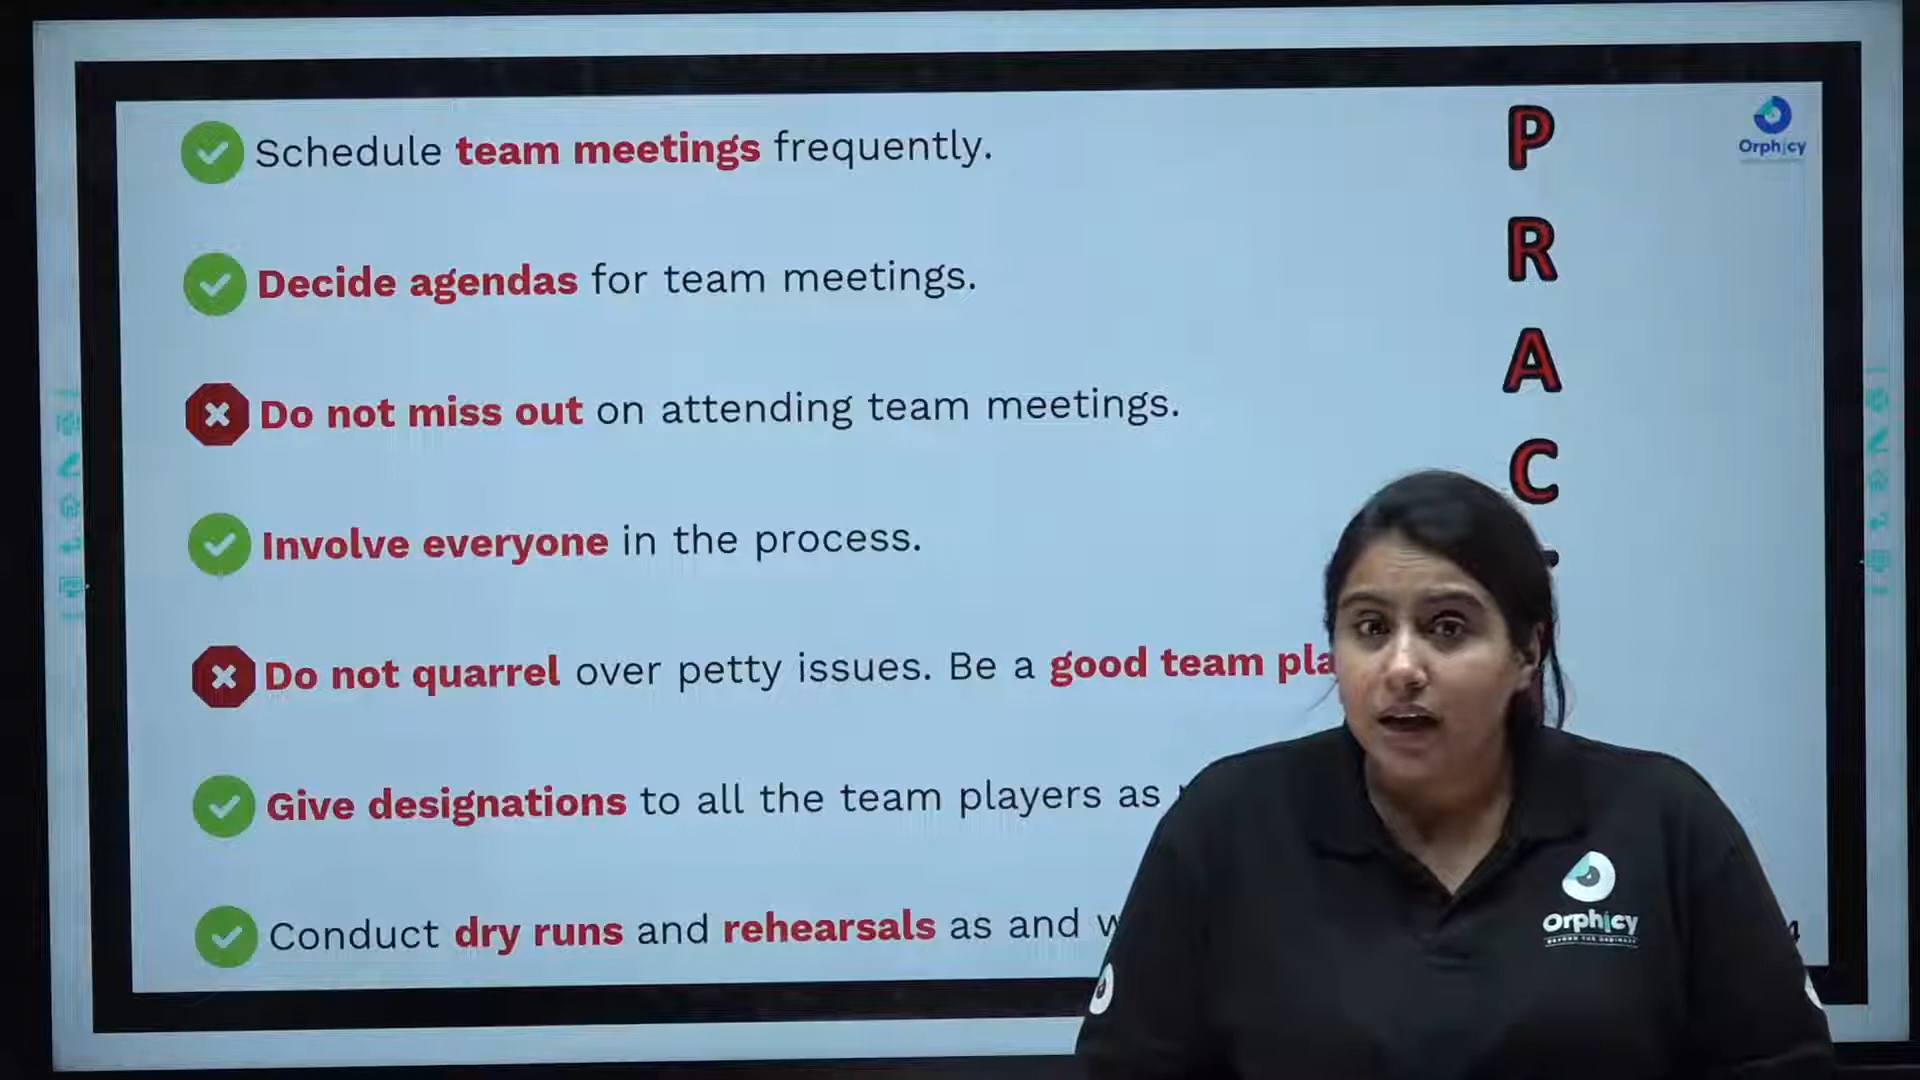 Schedule team meetings frequently.
Decide agendas for team meetings.
Do not miss out on attending team meetings.
Involve everyone in the process.
Do not quarrel over petty issues. Be a good team pla
Give designations to all the team players as
Conduct dry runs and rehearsals as and w
P
R
A
C
Orphicy
Orphicy
4